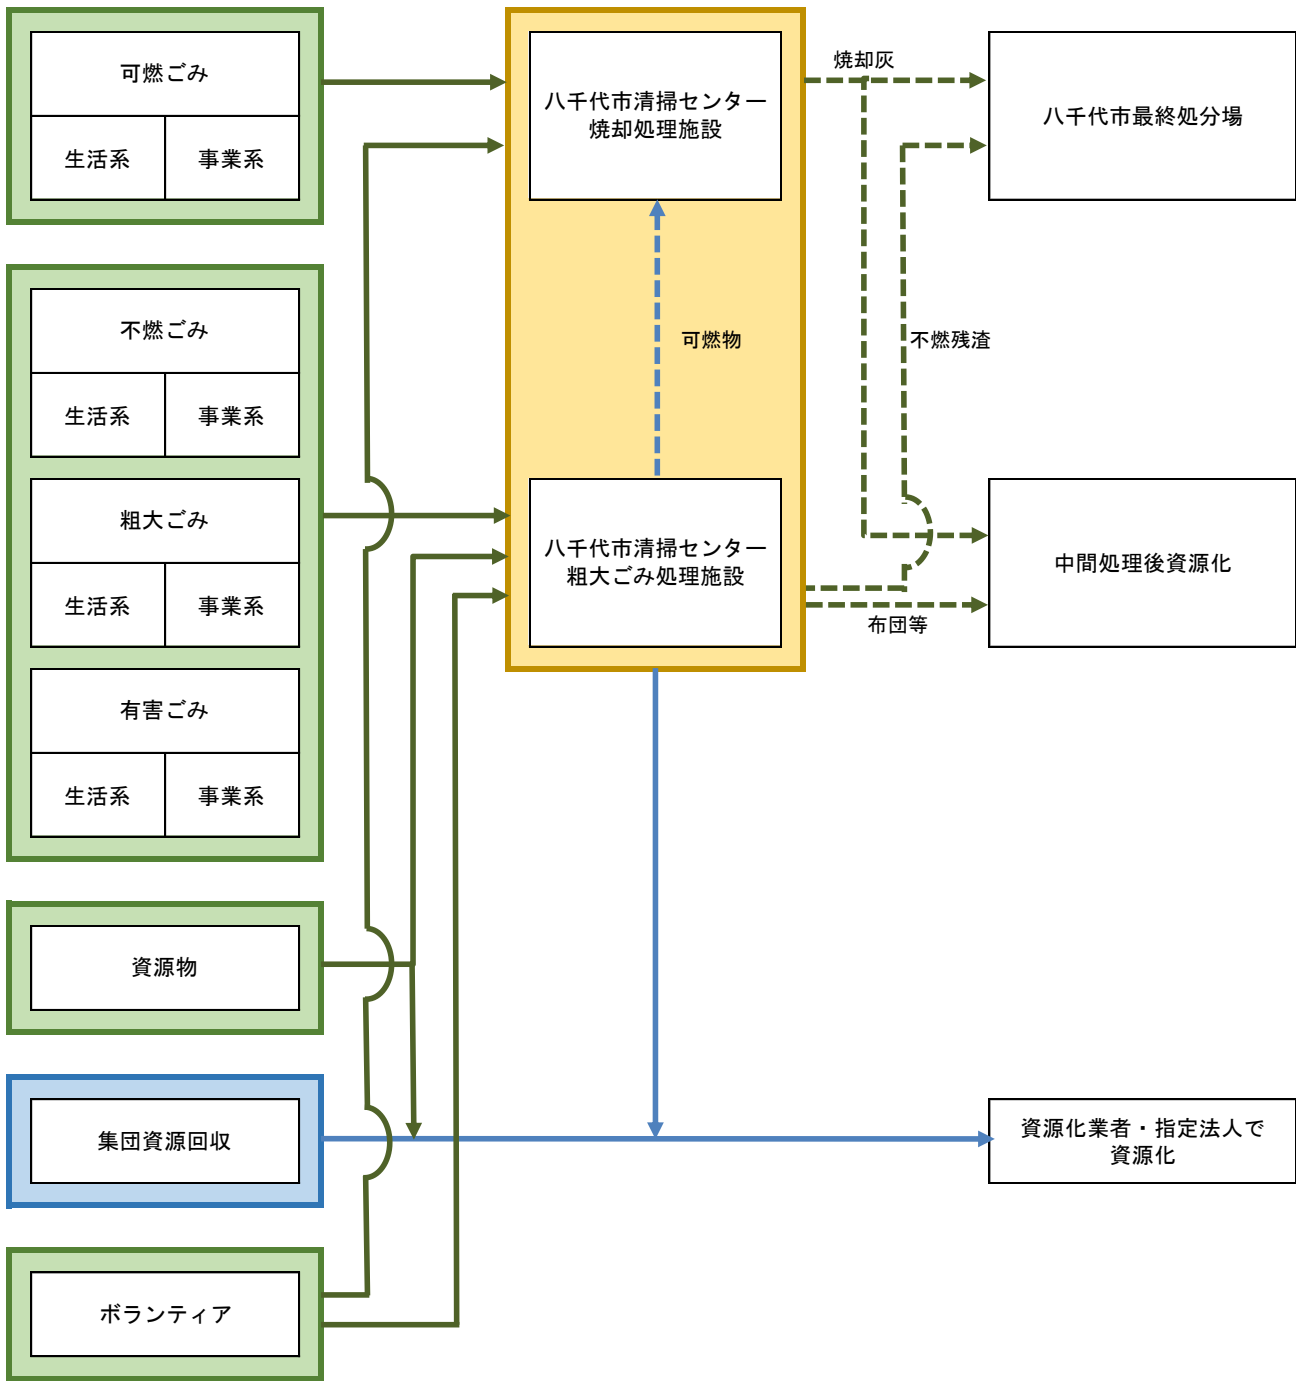 可燃ごみ
生活系
事業系
不燃ごみ
生活系
事業系
粗大ごみ
生活系
事業系
有害ごみ
生活系
事業系
資源物
集団資源回収
ボランティア
八千代市清掃センター
焼却処理施設
可燃物
八千代市清掃センター
粗大ごみ処理施設
焼却灰
不燃残渣
布団等
八千代市最終処分場
中間処理後資源化
資源化業者・指定法人で
資源化